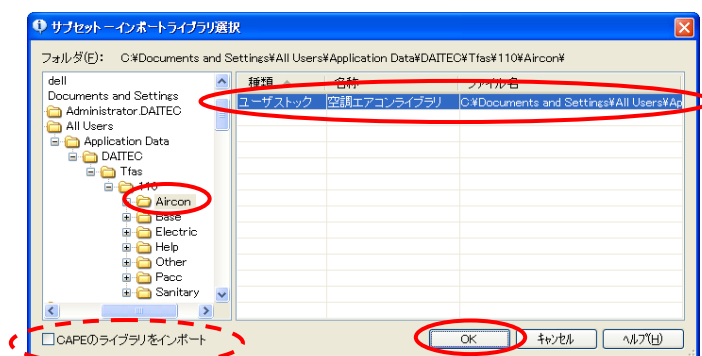 サブセット－インポートライブラリ選択
フォルダ(F): C:¥Documents and Settings¥All Users¥Application Data¥DAITEC¥Tfas¥110¥Aircon¥
dell
Documents and Settings
Administrator.DAITEC
All Users
Application Data
DAITEC
Tfas
110
Aircon
Base
Electric
Help
Other
Pacc
Sanitary
種類 名称 ファイル名
ユーザストック 空調エアコンライブラリ C:¥Documents and Settings¥All Users¥Ap
CAPEのライブラリをインポート
OK キャンセル ヘルプ(H)